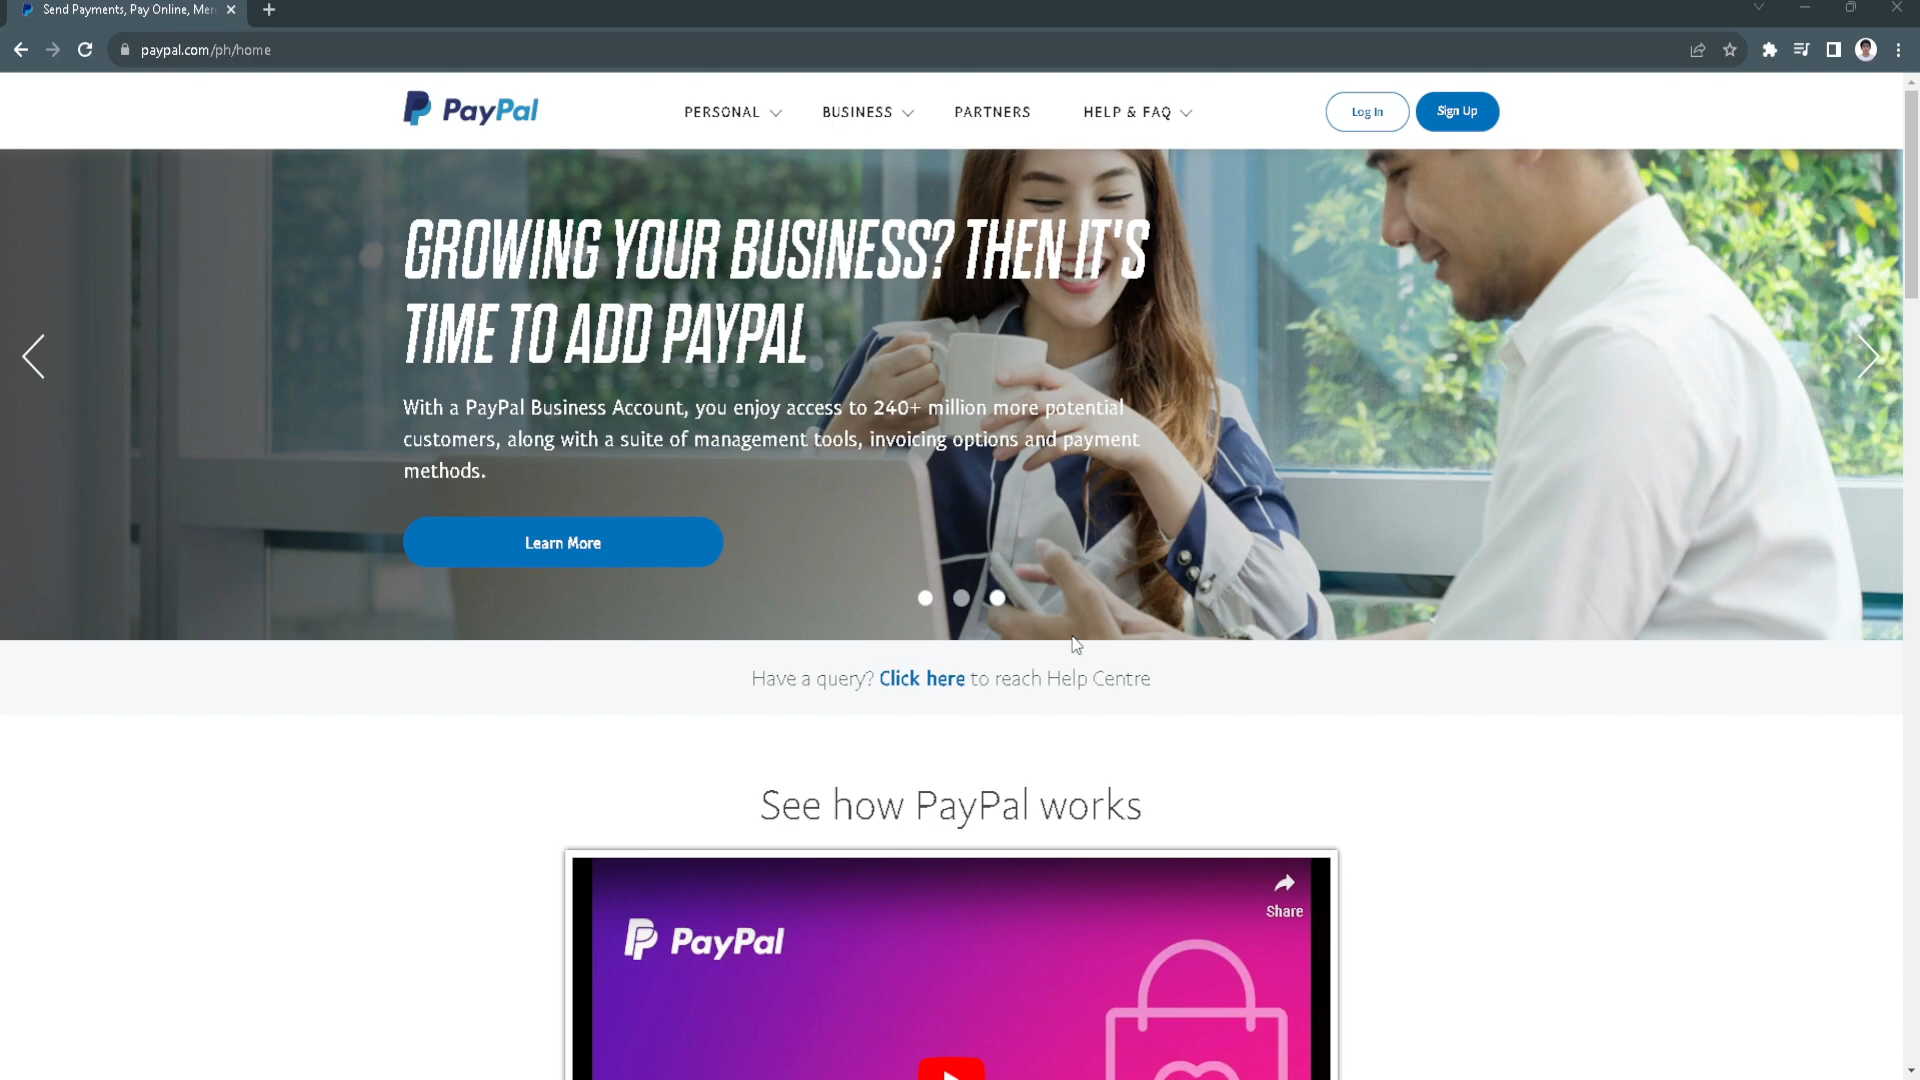 Send Payments, Pay Online, Mer
paypal.com/ph/home
PayPal
PERSONAL
BUSINESS
PARTNERS
HELP & FAQ
Log In
Sign Up
GROWING YOUR BUSINESS? THEN IT'S
TIME TO ADD PAYPAL
With a PayPal Business Account, you enjoy access to 240+ million more potential
customers, along with a suite of management tools, invoicing options and payment
methods.
Learn More
Have a query? Click here to reach Help Centre
See how PayPal works
PayPal
Share